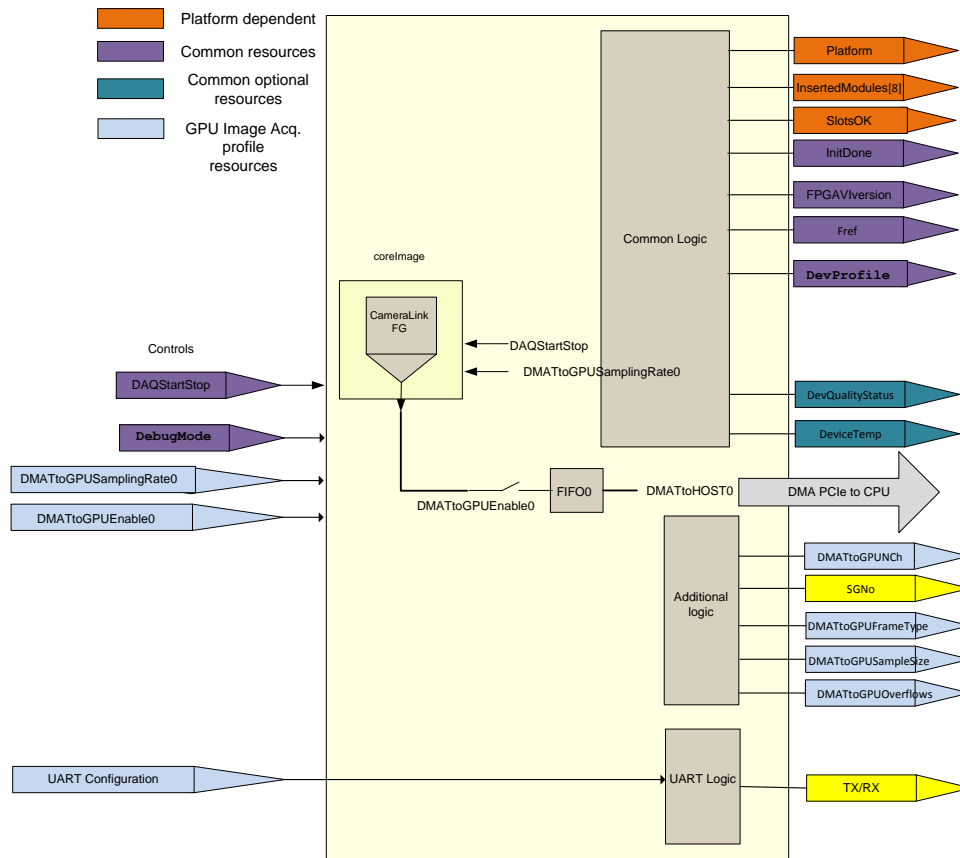 Platform dependent
Common resources
Common optional
resources
GPU Image Acq.
profile
resources
Controls
DAQStartStop
DebugMode
DMATtoGPUSamplingRate0
DMATtoGPUEnable0
UART Configuration
coreImage
CameraLink
FG
DAQStartStop
DMATtoGPUSamplingRate0
DMATtoGPUEnable0
FIFO0
DMATtoHOST0
DMA PCIe to CPU
Common Logic
Platform
InsertedModules[8]
SlotsOK
InitDone
FPGAVIversion
Fref
DevProfile
DevQualityStatus
DeviceTemp
Additional
logic
DMATtoGPUNCh
SGNo
DMATtoGPUFrameType
DMATtoGPUSampleSize
DMATtoGPUOverflows
UART Logic
TX/RX